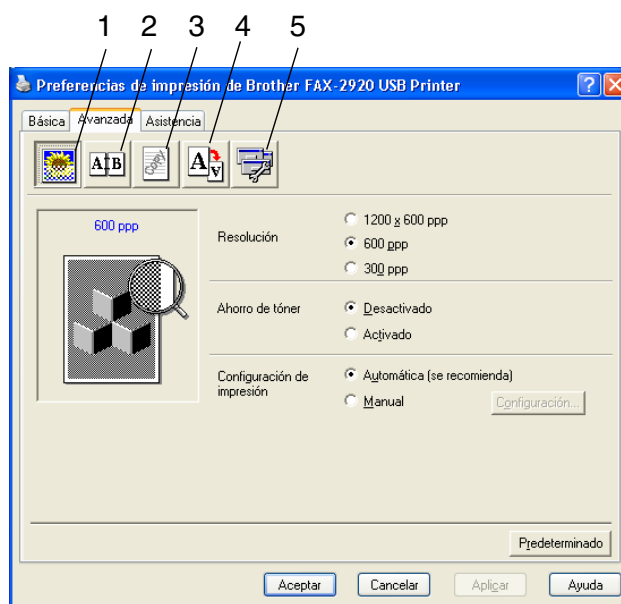 1 2 3 4 5
Preferencias de impresión de Brother FAX-2920 USB Printer
Básica Avanzada Asistencia
A B A A
600 ppp
Resolución
1200 x 600 ppp
600 ppp
300 ppp
Ahorro de tóner
Desactivado
Activado
Configuración de
impresión
Automática (se recomienda)
Manual
Configuración...
Predeterminado
Aceptar Cancelar Aplicar Ayuda